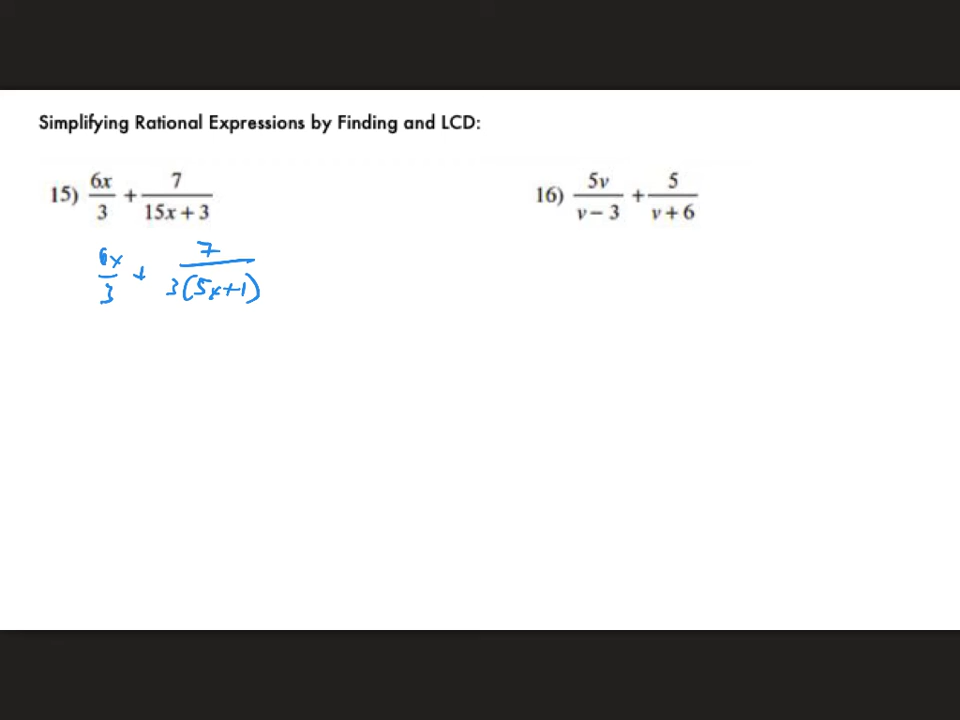 Simplifying Rational Expressions by Finding and LCD:
15) 6x/3 + 7/(15x + 3)
16) 5v/(v − 3) + 5/(v + 6)
6x/3 + 7/(3(5x+1))